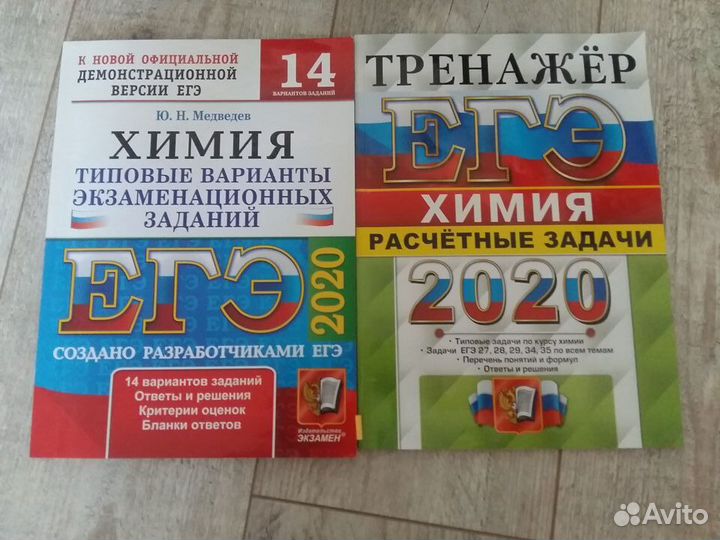 К НОВОЙ ОФИЦИАЛЬНОЙ
ДЕМОНСТРАЦИОННОЙ
ВЕРСИИ ЕГЭ
14
ВАРИАНТОВ ЗАДАНИЙ
Ю. Н. Медведев
ХИМИЯ
ТИПОВЫЕ ВАРИАНТЫ
ЭКЗАМЕНАЦИОННЫХ
ЗАДАНИЙ
ЕГЭ
2020
СОЗДАНО РАЗРАБОТЧИКАМИ ЕГЭ
14 вариантов заданий
Ответы и решения
Критерии оценок
Бланки ответов
Издательство
ЭКЗАМЕН®
ТРЕНАЖЁР
ЕГЭ
ХИМИЯ
РАСЧЁТНЫЕ ЗАДАЧИ
2020
• Типовые задачи по курсу химии
• Задачи ЕГЭ 27, 28, 29, 34, 35 по всем темам
• Перечень понятий и формул
• Ответы и решения
Avito